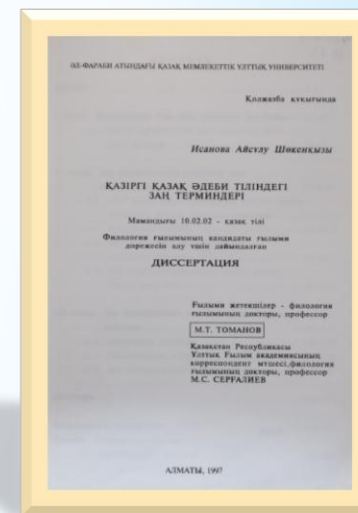 ӘЛ-ФАРАБИ АТЫНДАҒЫ ҚАЗАҚ МЕМЛЕКЕТТІК ҰЛТТЫҚ УНИВЕРСИТЕТІ
Қолжазба құқығында
Исанова Айсұлу Шөкенқызы
ҚАЗІРГІ ҚАЗАҚ ӘДЕБИ ТІЛІНДЕГІ
ЗАҢ ТЕРМИНДЕРІ
Мамандығы 10.02.02 - қазақ тілі
Филология ғылымының кандидаты ғылыми
дәрежесін алу үшін дайындалған
ДИССЕРТАЦИЯ
Ғылыми жетекшілер - филология
ғылымының докторы, профессор
М.Т. ТОМАНОВ
Қазақстан Республикасы
Ұлттық Ғылым академиясының
корреспондент мүшесі,филология
ғылымының докторы, профессор
М.С. СЕРҒАЛИЕВ
АЛМАТЫ, 1997